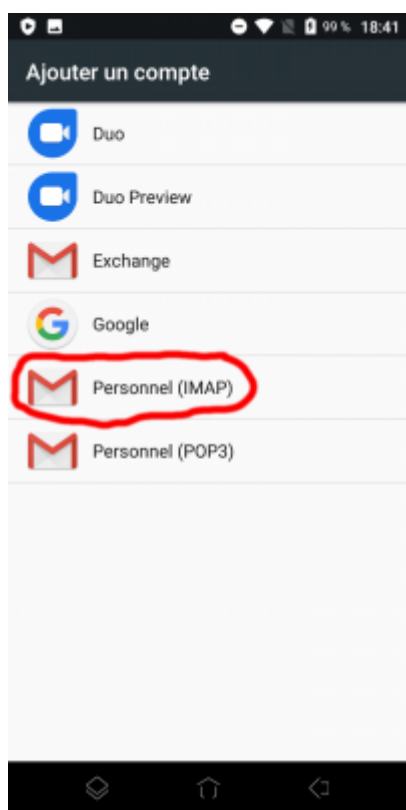 99 % 18:41
Ajouter un compte
Duo
Duo Preview
Exchange
Google
Personnel (IMAP)
Personnel (POP3)